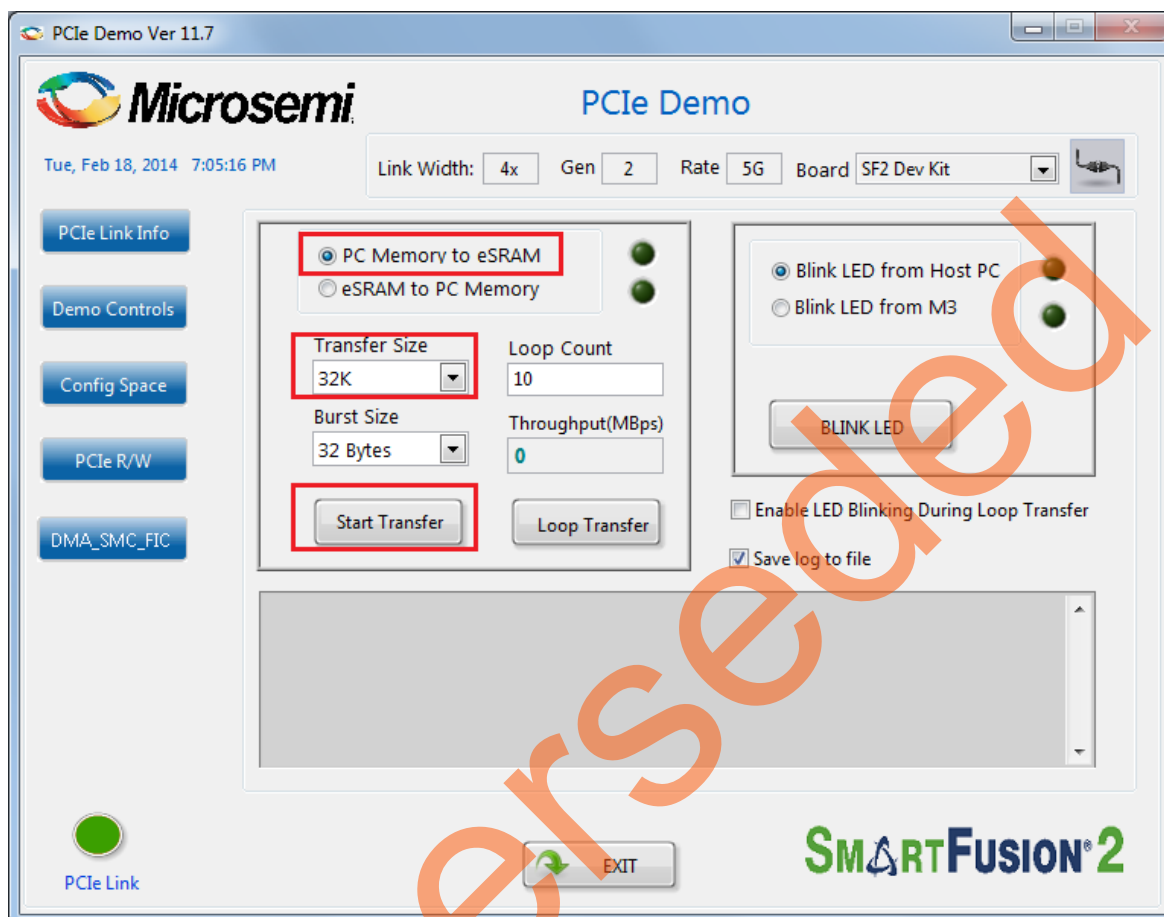 PCIe Demo Ver 11.7
Microsemi
PCIe Demo
Tue, Feb 18, 2014 7:05:16 PM
Link Width: 4x Gen 2 Rate 5G Board SF2 Dev Kit
PCIe Link Info
Demo Controls
Config Space
PCIe R/W
DMA_SMC_FIC
PC Memory to eSRAM
eSRAM to PC Memory
Transfer Size
32K
Loop Count
10
Burst Size
32 Bytes
Throughput(MBps)
0
Start Transfer
Loop Transfer
Blink LED from Host PC
Blink LED from M3
BLINK LED
Enable LED Blinking During Loop Transfer
Save log to file
PCIe Link
EXIT
SMARTFUSION®2
erseded